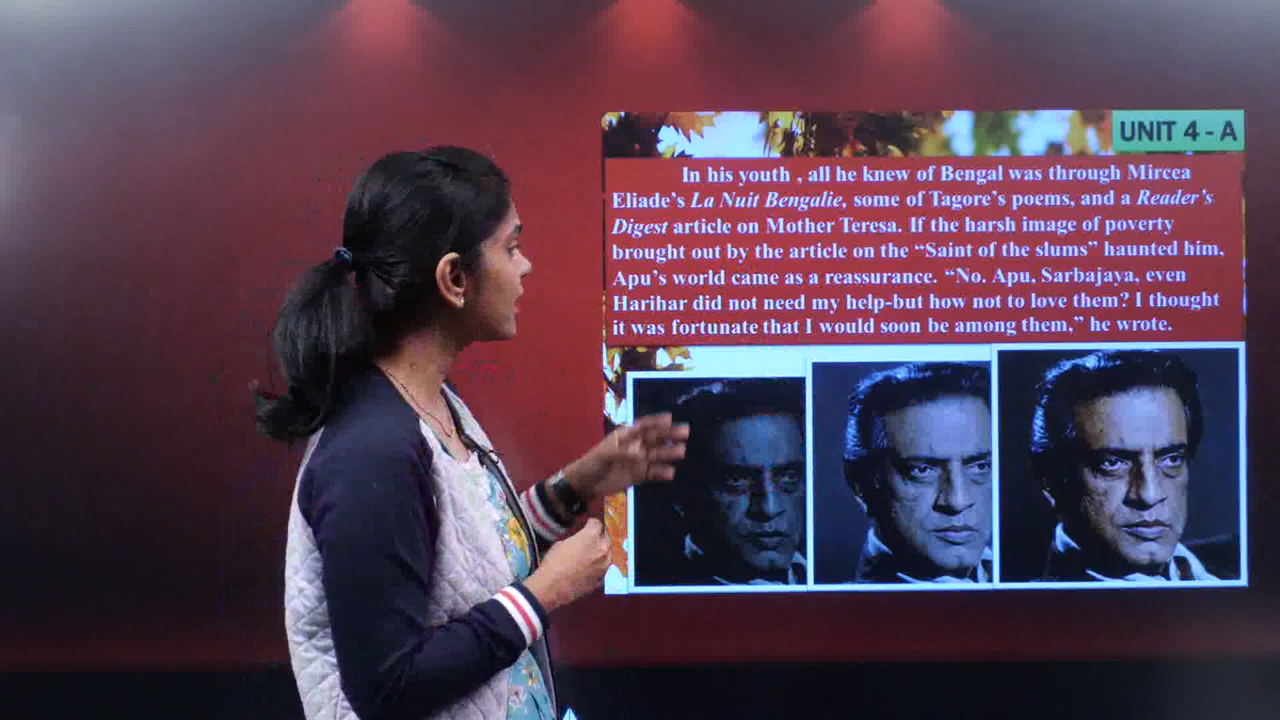 UNIT 4 - A
In his youth , all he knew of Bengal was through Mircea
Eliade's La Nuit Bengalie, some of Tagore's poems, and a Reader's
Digest article on Mother Teresa. If the harsh image of poverty
brought out by the article on the “Saint of the slums” haunted him,
Apu's world came as a reassurance. “No. Apu, Sarbajaya, even
Harihar did not need my help-but how not to love them? I thought
it was fortunate that I would soon be among them,” he wrote.